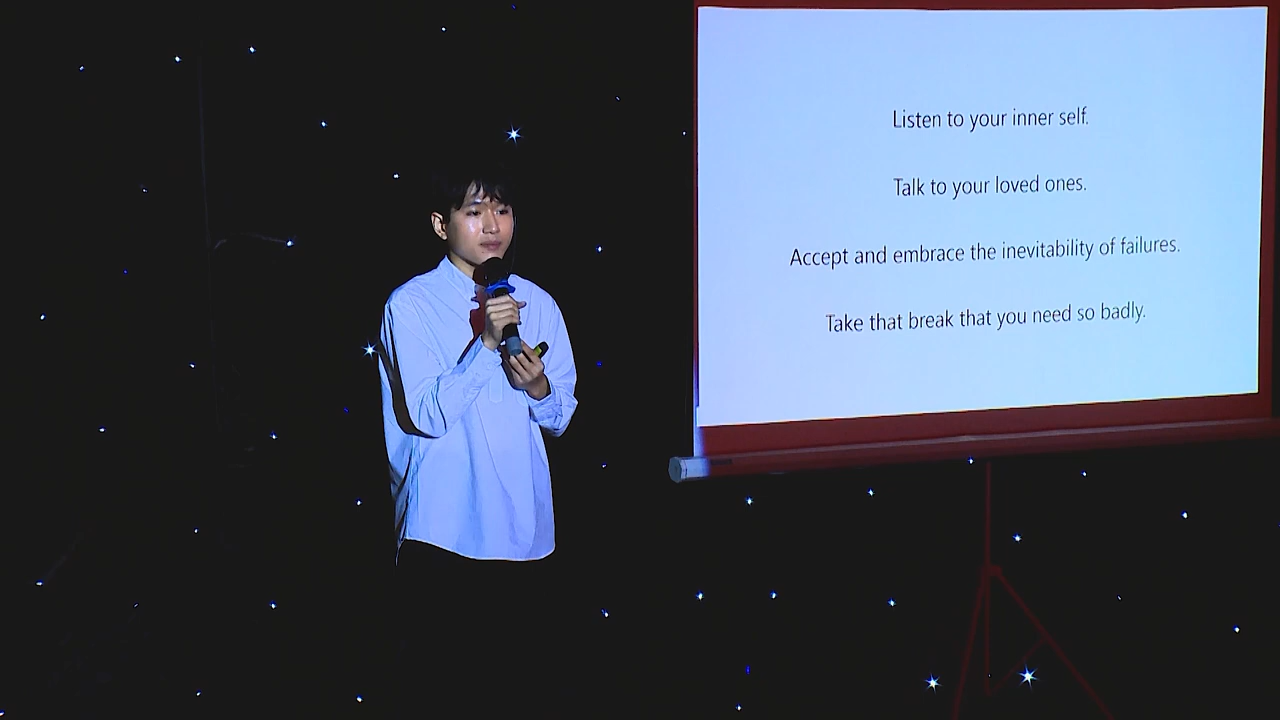 Listen to your inner self.
Talk to your loved ones.
Accept and embrace the inevitability of failures.
Take that break that you need so badly.